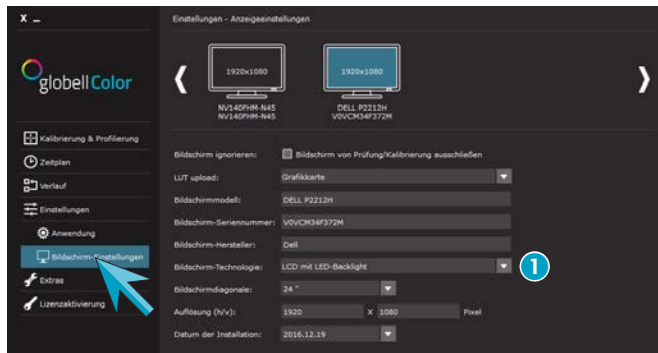 X –
Einstellungen - Anzeigeeinstellungen
globell Color
Kalibrierung & Profilierung
Zeitplan
Verlauf
Einstellungen
Anwendung
Bildschirm-Einstellungen
Extras
Lizenzaktivierung
1920x1080
NV140FHM-N45
NV140FHM-N45
1920x1080
DELL P2212H
V0VCM34F372M
Bildschirm ignorieren: Bildschirm von Prüfung/Kalibrierung ausschließen
LUT upload: Grafikkarte
Bildschirmmodell: DELL P2212H
Bildschirm-Seriennummer: V0VCM34F372M
Bildschirm-Hersteller: Dell
Bildschirm-Technologie: LCD mit LED-Backlight
1
Bildschirmdiagonale: 24 "
Auflösung (h/v): 1920 X 1080 Pixel
Datum der Installation: 2016.12.19